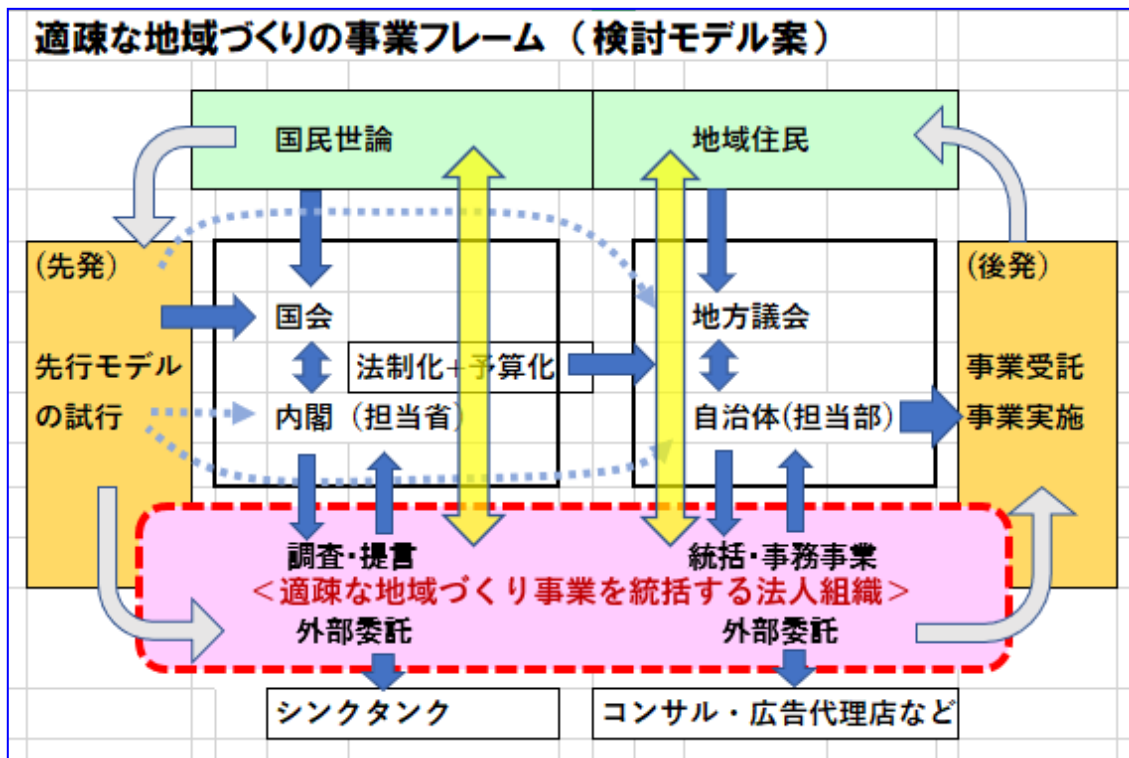 適疎な地域づくりの事業フレーム（検討モデル案）
国民世論
地域住民
(先発)
先行モデル
の試行
国会
法制化+予算化
内閣（担当省）
地方議会
自治体(担当部)
(後発)
事業受託
事業実施
調査・提言
統括・事務事業
＜適疎な地域づくり事業を統括する法人組織＞
外部委託
外部委託
シンクタンク
コンサル・広告代理店など